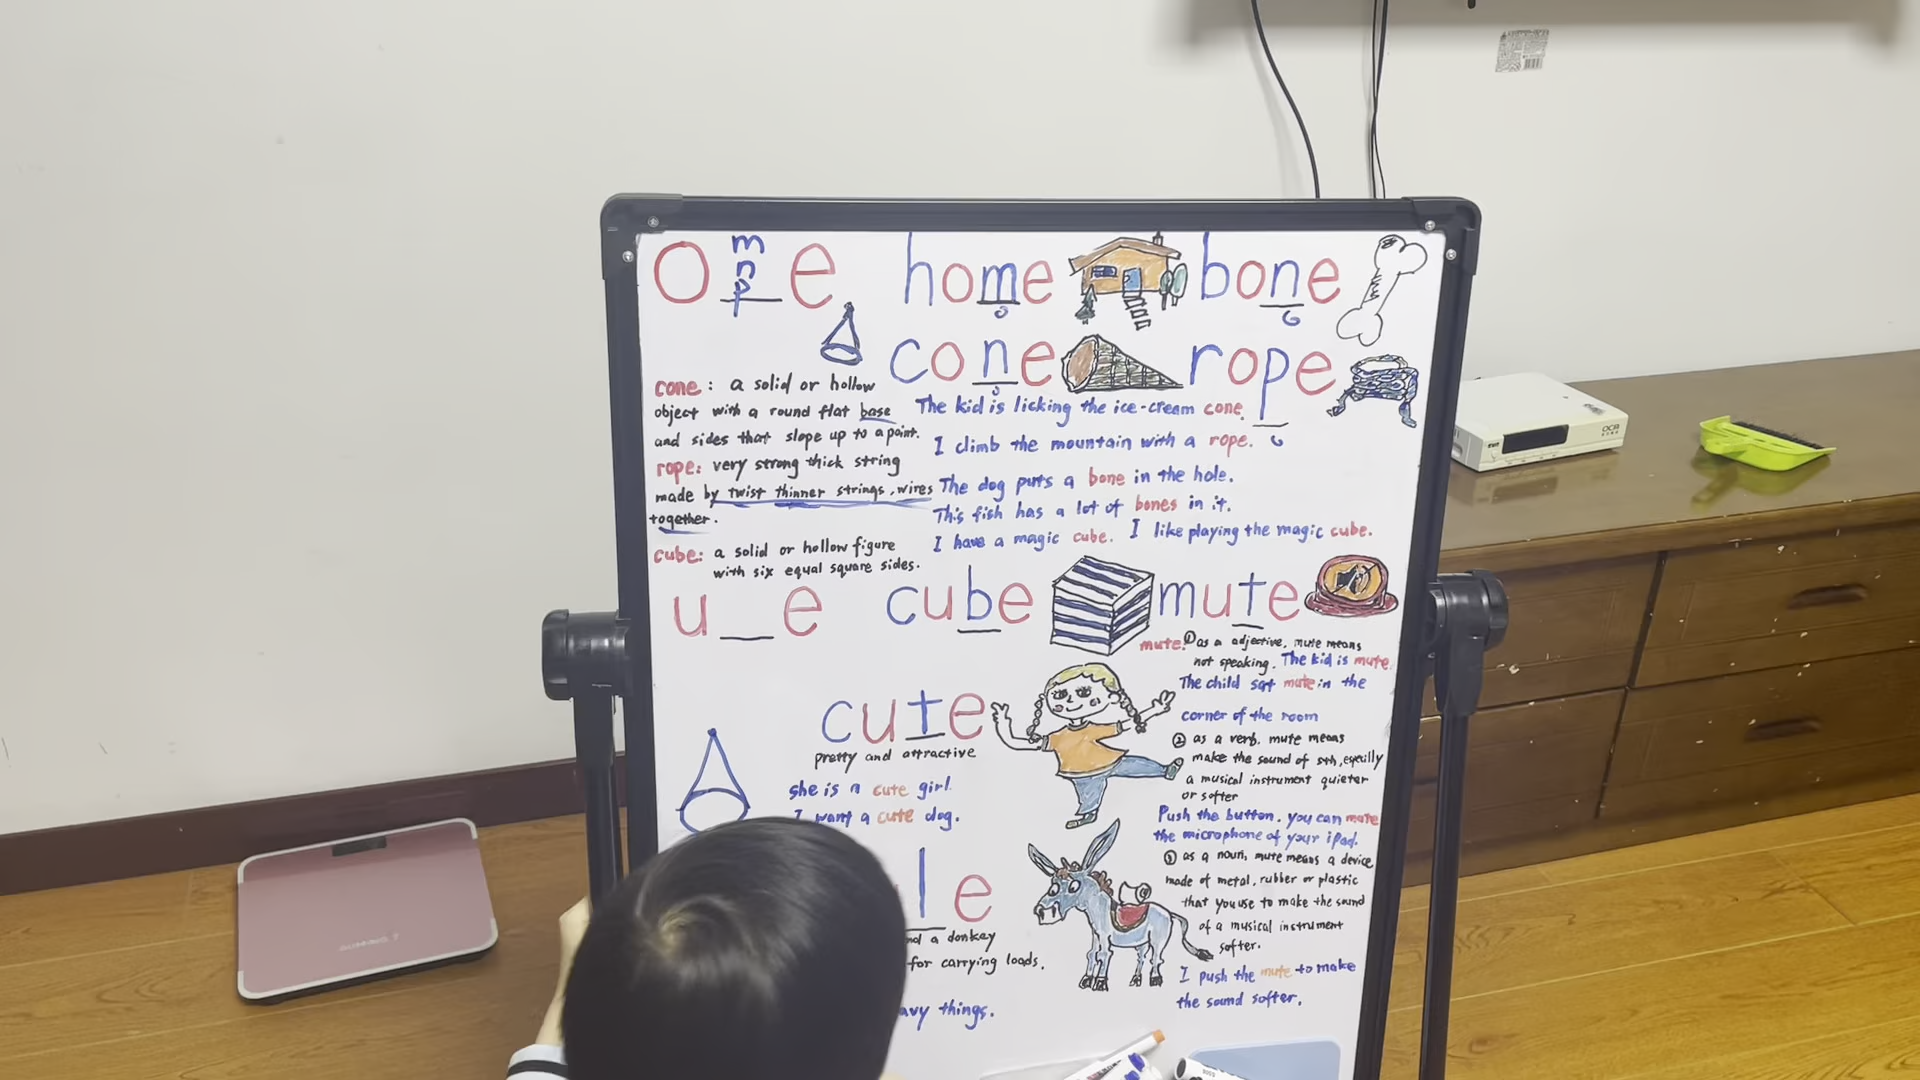 o m n p _ e home bone
cone rope
cone: a solid or hollow
object with a round flat base
and sides that slope up to a point.
rope: very strong thick string
made by twist thinner strings, wires
together.
cube: a solid or hollow figure
with six equal square sides.
The kid is licking the ice-cream cone.
I climb the mountain with a rope.
The dog puts a bone in the hole.
This fish has a lot of bones in it.
I have a magic cube. I like playing the magic cube.
u _ e cube mute
cute
pretty and attractive
she is a cute girl.
I want a cute dog.
mute: ① as a adjective, mute means
not speaking. The kid is mute.
The child sat mute in the
corner of the room
② as a verb, mute means
make the sound of sth, especially
a musical instrument quieter
or softer
Push the button, you can mute
the microphone of your iPad.
③ as a noun, mute means a device
made of metal, rubber or plastic
that you use to make the sound
of a musical instrument
softer.
I push the mute to make
the sound softer.
le
a donkey
for carrying loads.
things.